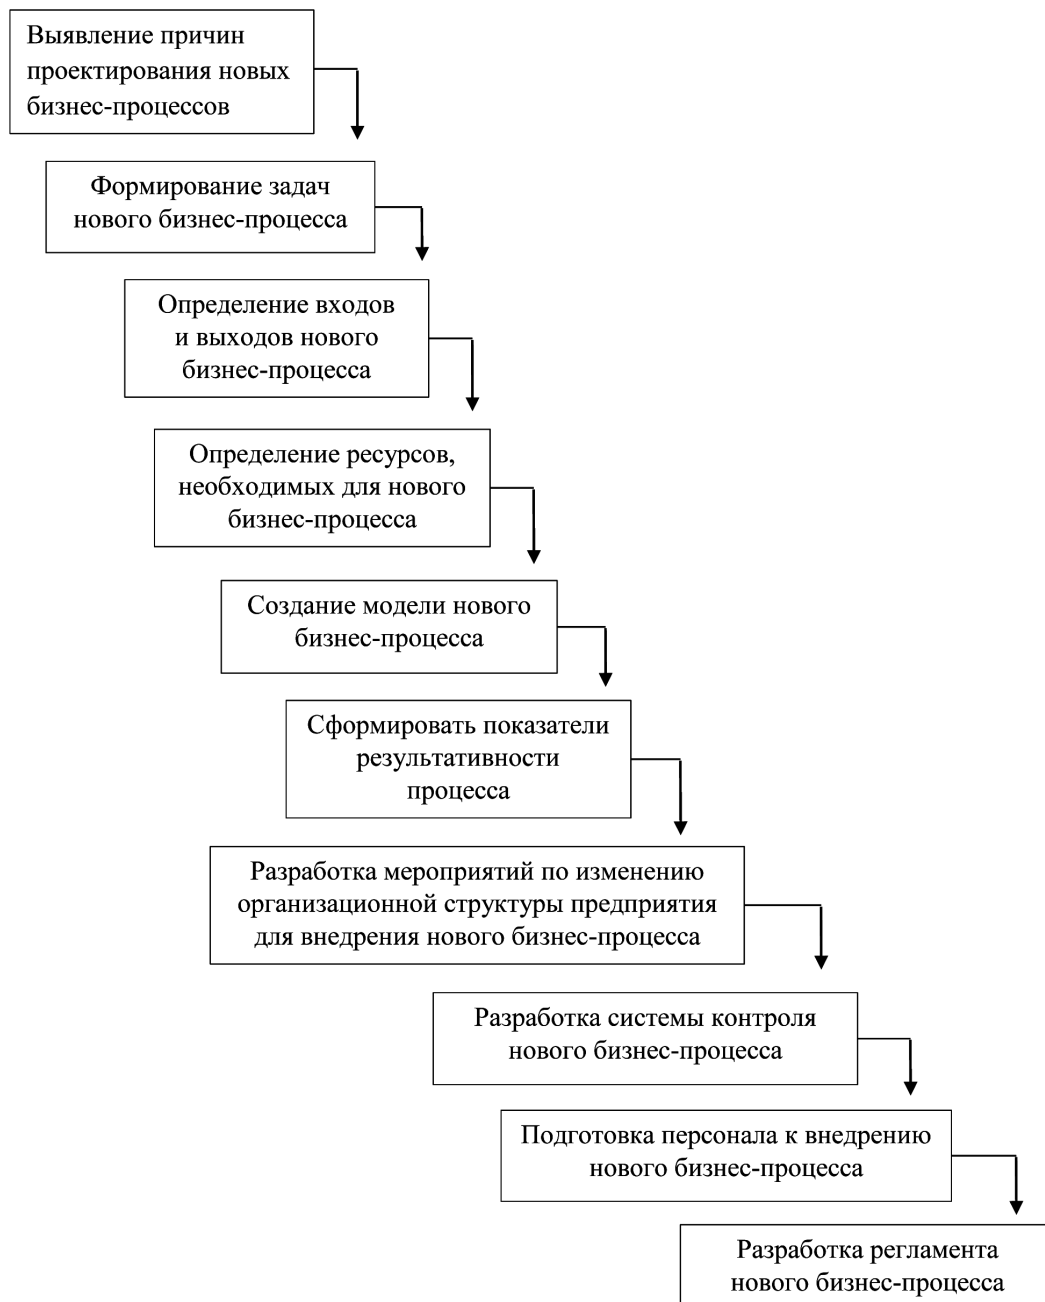 Выявление причин
проектирования новых
бизнес-процессов
Формирование задач
нового бизнес-процесса
Определение входов
и выходов нового
бизнес-процесса
Определение ресурсов,
необходимых для нового
бизнес-процесса
Создание модели нового
бизнес-процесса
Сформировать показатели
результативности
процесса
Разработка мероприятий по изменению
организационной структуры предприятия
для внедрения нового бизнес-процесса
Разработка системы контроля
нового бизнес-процесса
Подготовка персонала к внедрению
нового бизнес-процесса
Разработка регламента
нового бизнес-процесса